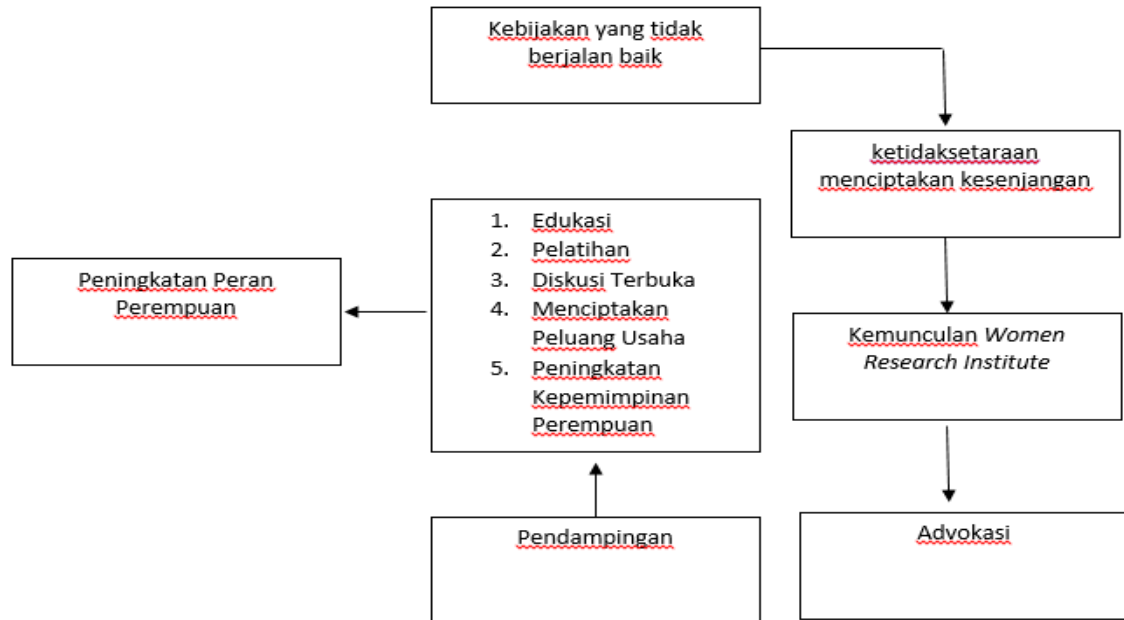 Kebijakan yang tidak
berjalan baik
ketidaksetaraan
menciptakan kesenjangan
1. Edukasi
2. Pelatihan
3. Diskusi Terbuka
4. Menciptakan
Peluang Usaha
5. Peningkatan
Kepemimpinan
Perempuan
Peningkatan Peran
Perempuan
Kemunculan Women
Research Institute
Pendampingan
Advokasi